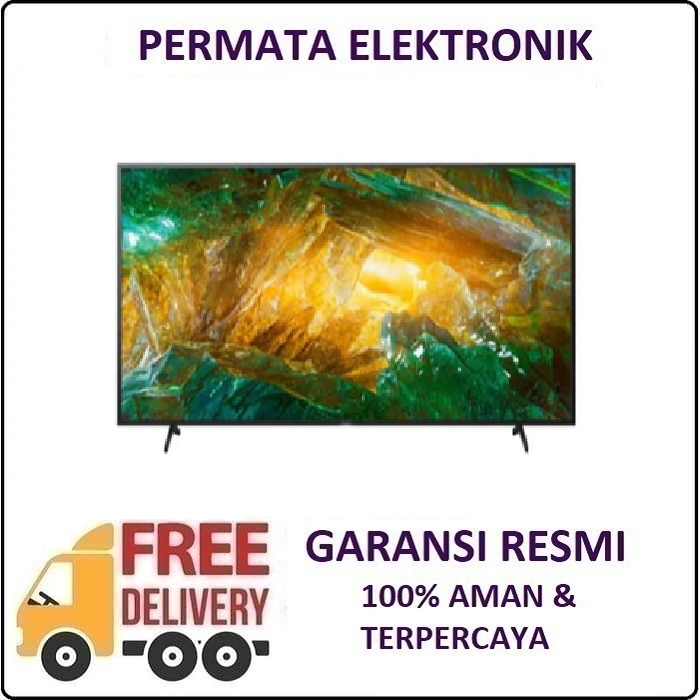 PERMATA ELEKTRONIK
FREE
DELIVERY
GARANSI RESMI
100% AMAN &
TERPERCAYA